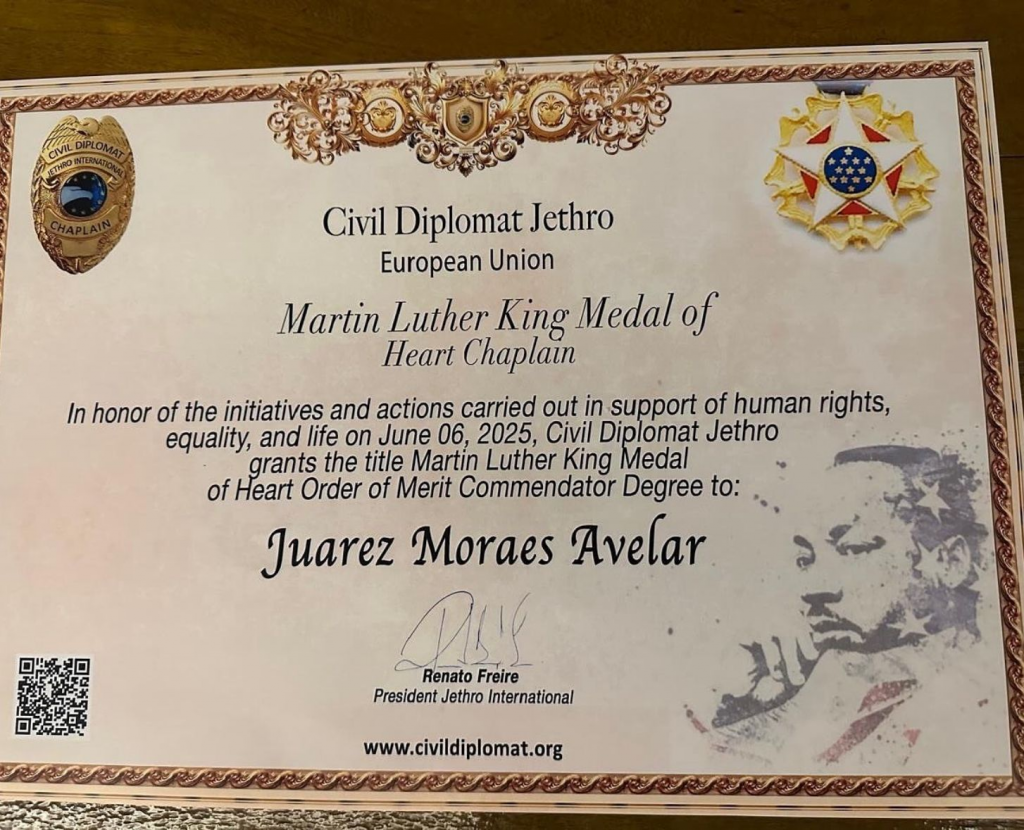 CIVIL DIPLOMAT
JETHRO INTERNATIONAL
CHAPLAIN
Civil Diplomat Jethro
European Union
Martin Luther King Medal of
Heart Chaplain
In honor of the initiatives and actions carried out in support of human rights,
equality, and life on June 06, 2025, Civil Diplomat Jethro
grants the title Martin Luther King Medal
of Heart Order of Merit Commendator Degree to:
Juarez Moraes Avelar
Renato Freire
President Jethro International
www.civildiplomat.org